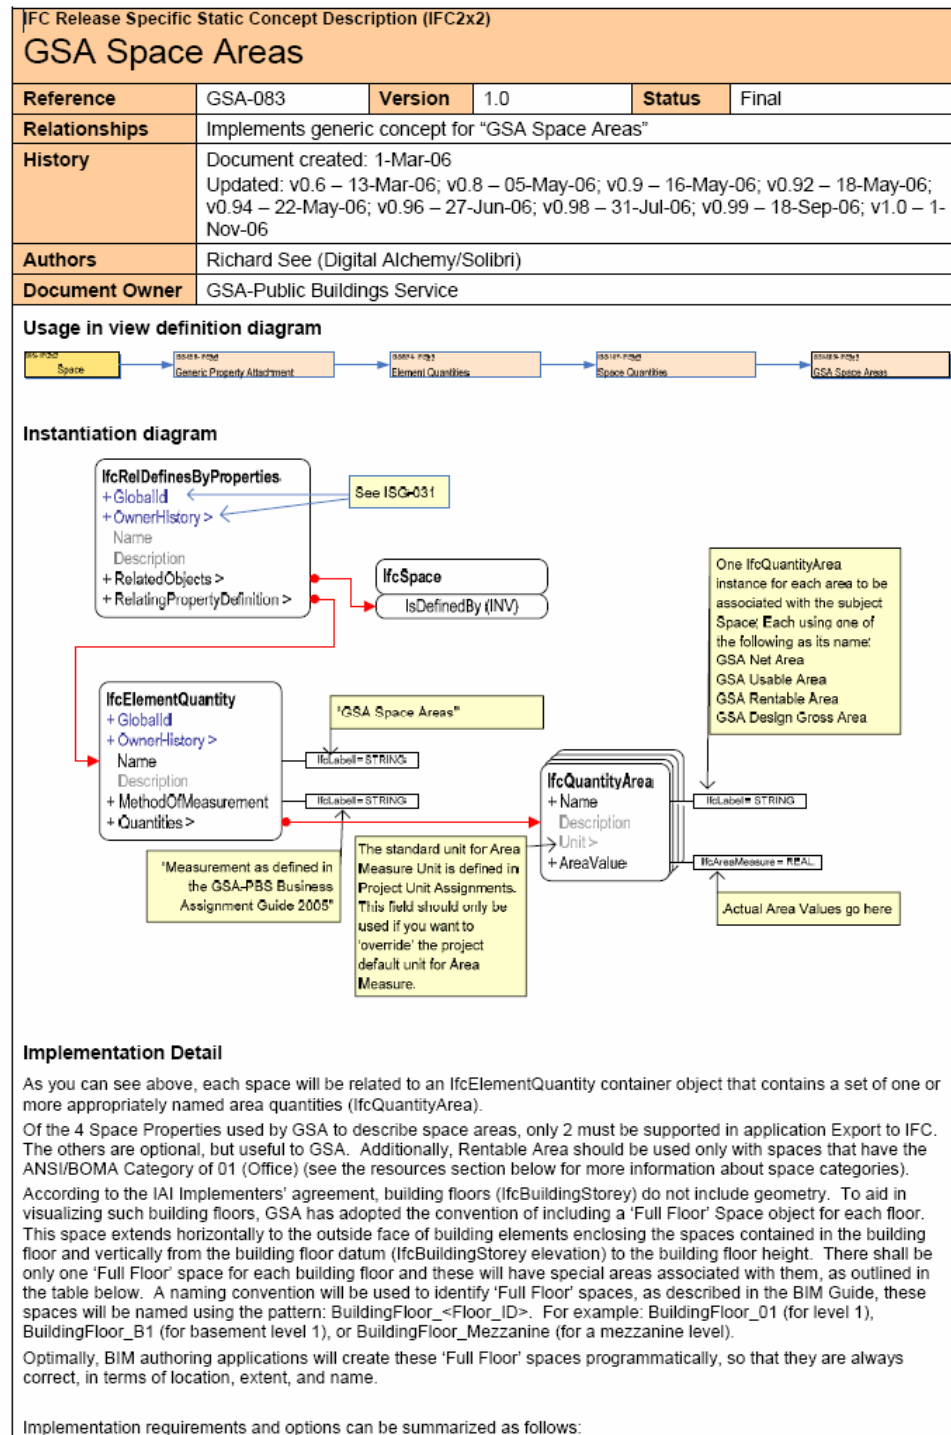 IFC Release Specific Static Concept Description (IFC2x2)
GSA Space Areas
Reference GSA-083 Version 1.0 Status Final
Relationships Implements generic concept for “GSA Space Areas”
History Document created: 1-Mar-06
Updated: v0.6 – 13-Mar-06; v0.8 – 05-May-06; v0.9 – 16-May-06; v0.92 – 18-May-06;
v0.94 – 22-May-06; v0.96 – 27-Jun-06; v0.98 – 31-Jul-06; v0.99 – 18-Sep-06; v1.0 – 1-
Nov-06
Authors Richard See (Digital Alchemy/Solibri)
Document Owner GSA-Public Buildings Service
Usage in view definition diagram
Space
Generic Property Attachment
Element Quantities
Space Quantities
GSA Space Areas
Instantiation diagram
IfcRelDefinesByProperties
+ GlobalId
+ OwnerHistory >
Name
Description
+ RelatedObjects >
+ RelatingPropertyDefinition >
See ISG-031
IfcSpace
IsDefinedBy (INV)
One IfcQuantityArea
instance for each area to be
associated with the subject
Space; Each using one of
the following as its name:
GSA Net Area
GSA Usable Area
GSA Rentable Area
GSA Design Gross Area
IfcElementQuantity
+ GlobalId
+ OwnerHistory >
Name
Description
+ MethodOfMeasurement
+ Quantities >
"GSA Space Areas"
IfcLabel = STRING
IfcLabel = STRING
IfcQuantityArea
+ Name
Description
Unit >
+ AreaValue
IfcLabel = STRING
IfcAreaMeasure = REAL
"Measurement as defined in
the GSA-PBS Business
Assignment Guide 2005"
The standard unit for Area
Measure Unit is defined in
Project Unit Assignments.
This field should only be
used if you want to
'override' the project
default unit for Area
Measure.
Actual Area Values go here
Implementation Detail
As you can see above, each space will be related to an IfcElementQuantity container object that contains a set of one or
more appropriately named area quantities (IfcQuantityArea).
Of the 4 Space Properties used by GSA to describe space areas, only 2 must be supported in application Export to IFC.
The others are optional, but useful to GSA. Additionally, Rentable Area should be used only with spaces that have the
ANSI/BOMA Category of 01 (Office) (see the resources section below for more information about space categories).
According to the IAI Implementers’ agreement, building floors (IfcBuildingStorey) do not include geometry. To aid in
visualizing such building floors, GSA has adopted the convention of including a ‘Full Floor’ Space object for each floor.
This space extends horizontally to the outside face of building elements enclosing the spaces contained in the building
floor and vertically from the building floor datum (IfcBuildingStorey elevation) to the building floor height. There shall be
only one ‘Full Floor’ space for each building floor and these will have special areas associated with them, as outlined in
the table below. A naming convention will be used to identify ‘Full Floor’ spaces, as described in the BIM Guide, these
spaces will be named using the pattern: BuildingFloor_<Floor_ID>. For example: BuildingFloor_01 (for level 1),
BuildingFloor_B1 (for basement level 1), or BuildingFloor_Mezzanine (for a mezzanine level).
Optimally, BIM authoring applications will create these ‘Full Floor’ spaces programmatically, so that they are always
correct, in terms of location, extent, and name.
Implementation requirements and options can be summarized as follows: